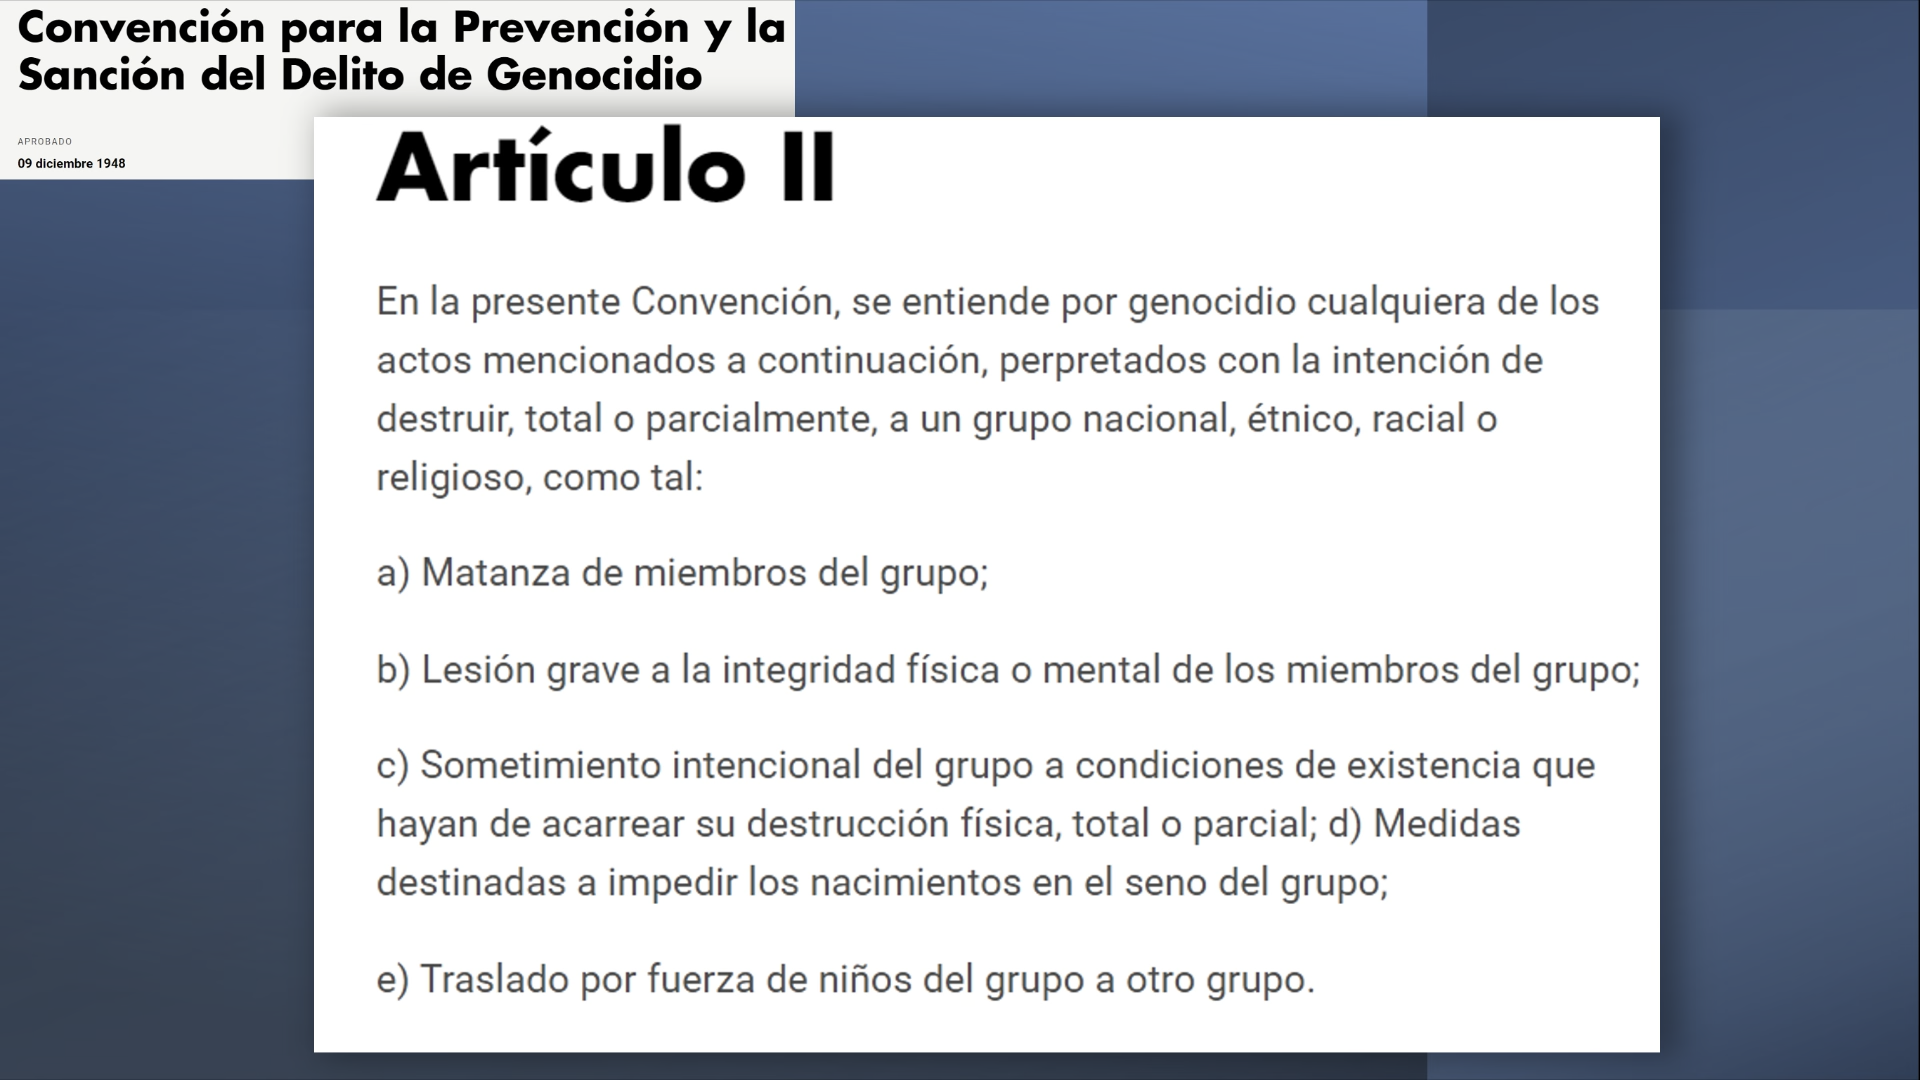 Convención para la Prevención y la
Sanción del Delito de Genocidio
APROBADO
09 diciembre 1948
Artículo II
En la presente Convención, se entiende por genocidio cualquiera de los
actos mencionados a continuación, perpretados con la intención de
destruir, total o parcialmente, a un grupo nacional, étnico, racial o
religioso, como tal:
a) Matanza de miembros del grupo;
b) Lesión grave a la integridad física o mental de los miembros del grupo;
c) Sometimiento intencional del grupo a condiciones de existencia que
hayan de acarrear su destrucción física, total o parcial; d) Medidas
destinadas a impedir los nacimientos en el seno del grupo;
e) Traslado por fuerza de niños del grupo a otro grupo.